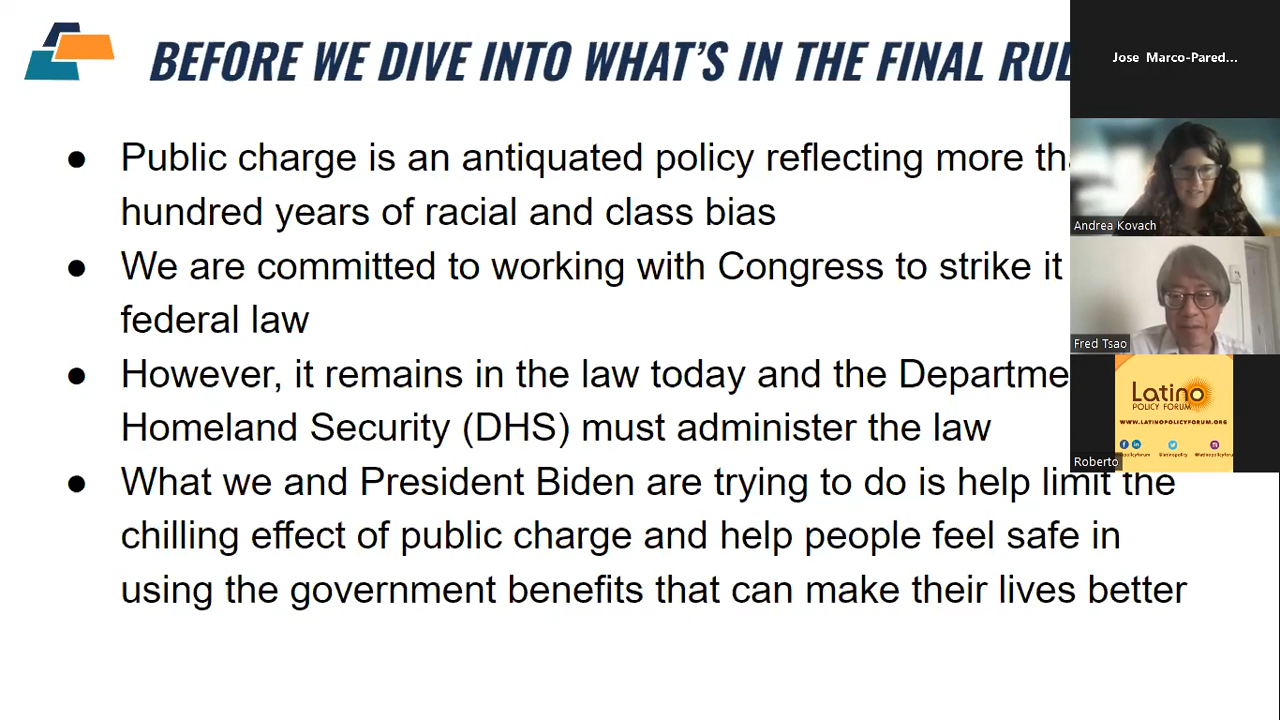 BEFORE WE DIVE INTO WHAT'S IN THE FINAL
● Public charge is an antiquated policy reflecting more
hundred years of racial and class bias
● We are committed to working with Congress to strike it
federal law
● However, it remains in the law today and the
Homeland Security (DHS) must administer the law
● What we and President Biden are trying to do is help limit the
chilling effect of public charge and help people feel safe in
using the government benefits that can make their lives better
Jose Marco-Pared...
Andrea Kovach
Fred Tsao
Latino
POLICY FORUM
WWW.LATINOPOLICYFORUM.ORG
Roberto